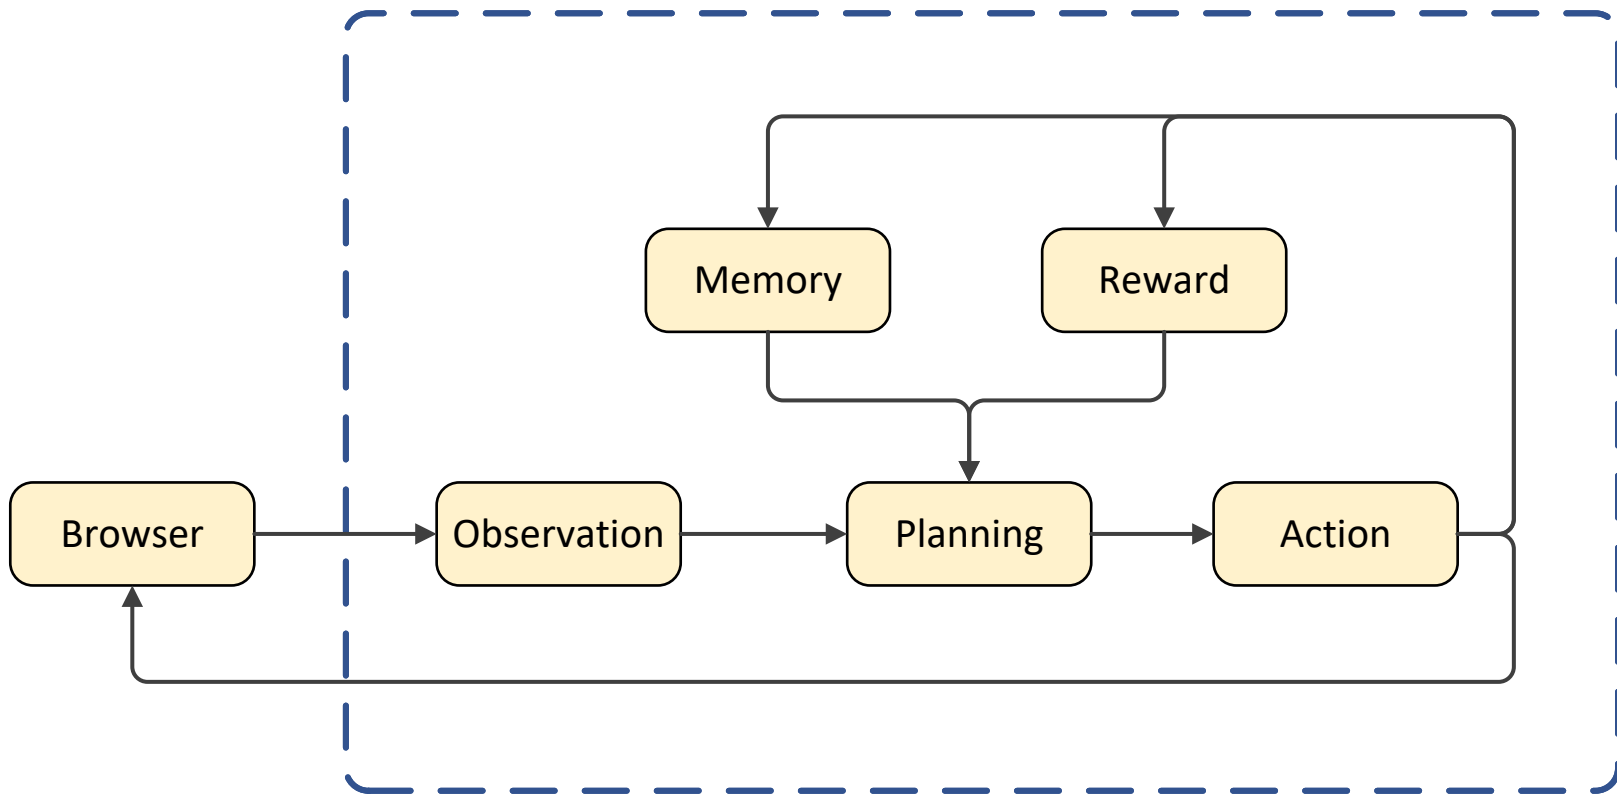 Memory
Reward
Browser
Observation
Planning
Action